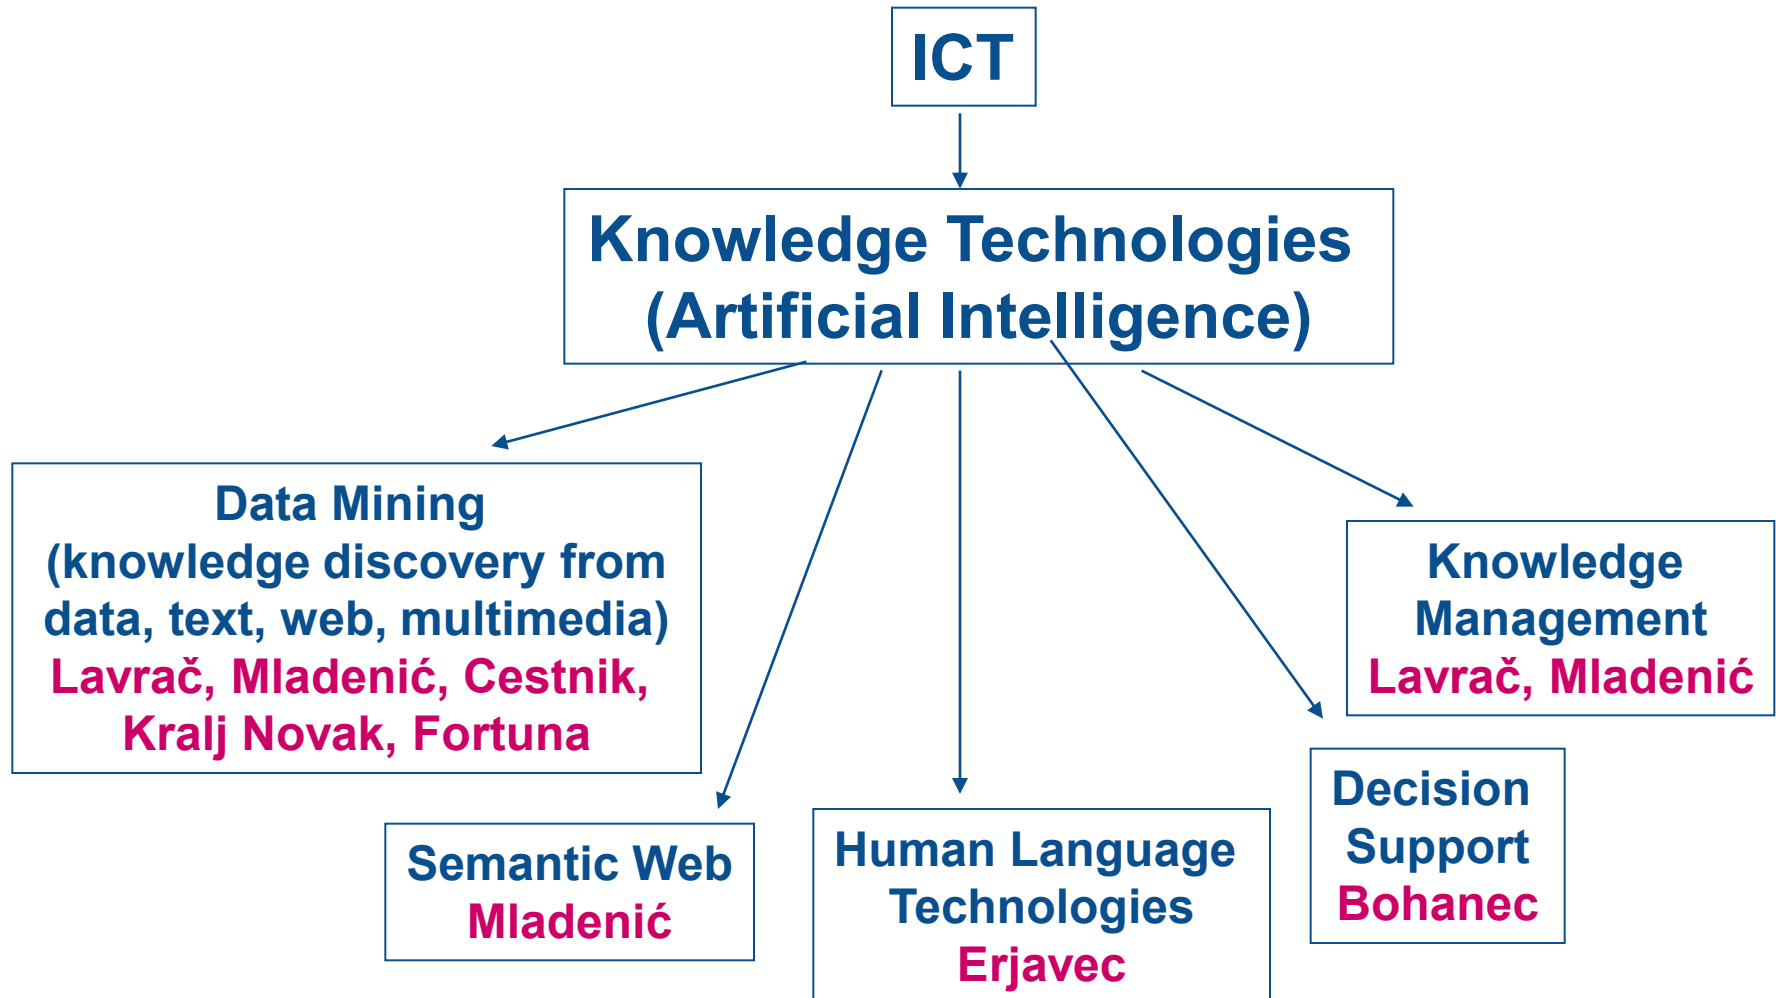 ICT
Knowledge Technologies
(Artificial Intelligence)
Data Mining
(knowledge discovery from
data, text, web, multimedia)
Lavrač, Mladenić, Cestnik,
Kralj Novak, Fortuna
Knowledge
Management
Lavrač, Mladenić
Semantic Web
Mladenić
Human Language
Technologies
Erjavec
Decision
Support
Bohanec